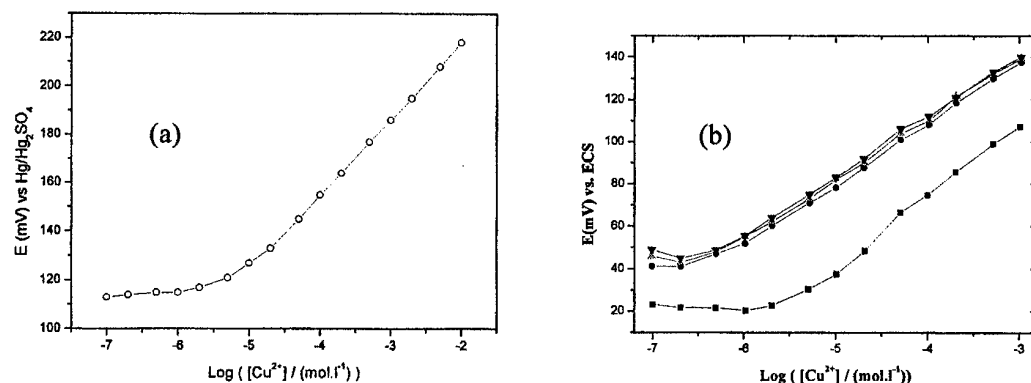 220
200
180
160
140
120
100
E (mV) vs Hg/Hg₂SO₄
(a)
-7 -6 -5 -4 -3 -2
Log ( [Cu²⁺] / (mol.l⁻¹) )
140
120
100
80
60
40
20
E(mV) vs. ECS
(b)
-7 -6 -5 -4 -3
Log ( [Cu²⁺] / (mol.l⁻¹) )